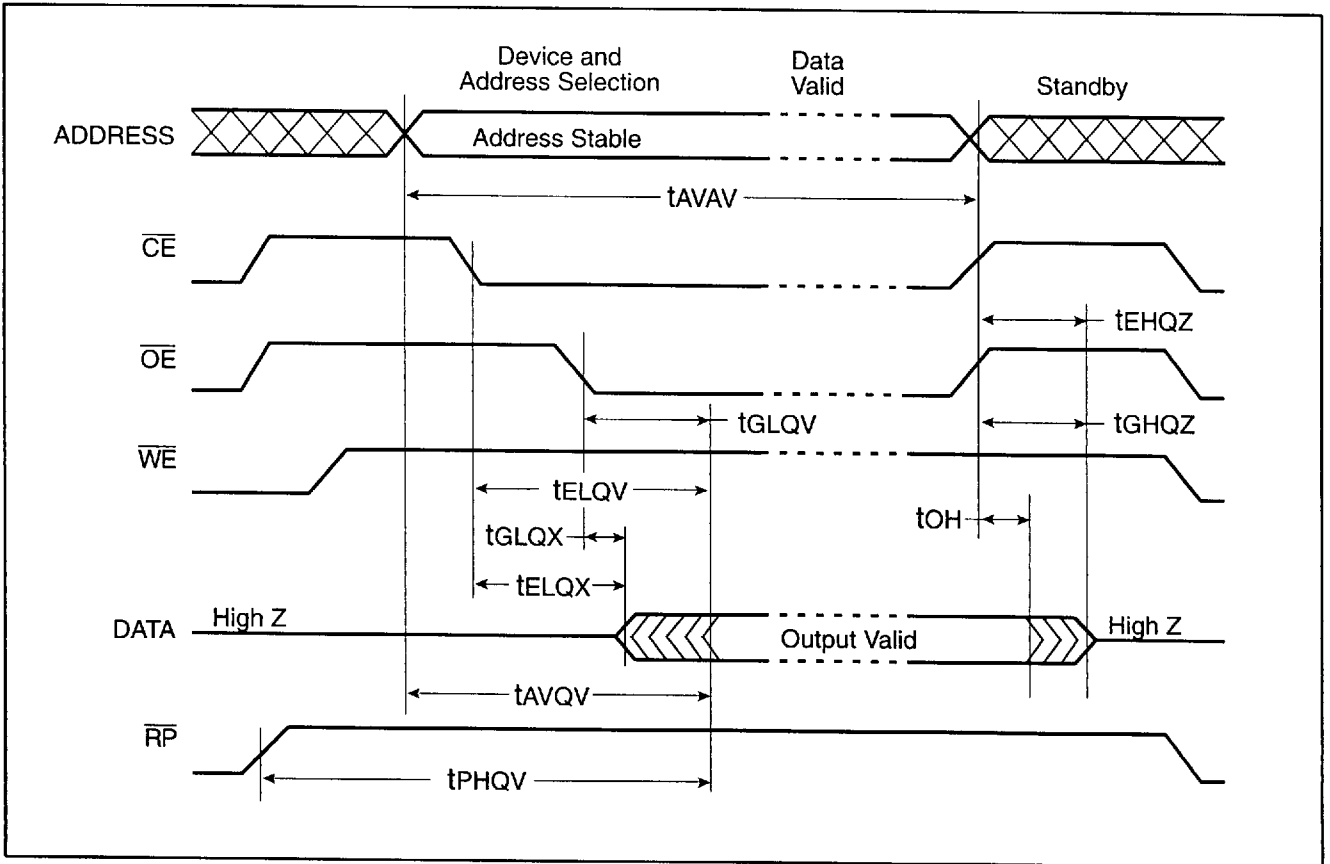 Device and
Address Selection
Data
Valid
Standby
ADDRESS
Address Stable
tAVAV
CE
tEHQZ
OE
tGLQV
tGHQZ
WE
tELQV
tOH
tGLQX
tELQX
DATA
High Z
Output Valid
High Z
tAVQV
RP
tPHQV